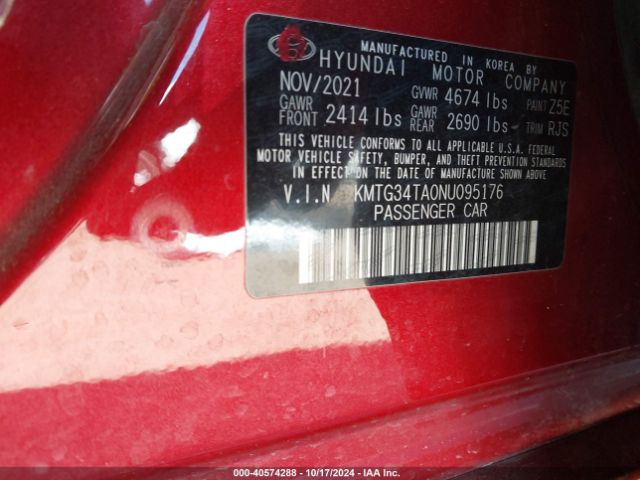 MANUFACTURED IN KOREA BY
HYUNDAI MOTOR COMPANY
NOV/2021 GVWR 4674 lbs PAINT Z5E
GAWR FRONT 2414 lbs GAWR REAR 2690 lbs TRIM RJS
THIS VEHICLE CONFORMS TO ALL APPLICABLE U.S.A. FEDERAL
MOTOR VEHICLE SAFETY, BUMPER, AND THEFT PREVENTION STANDARDS
IN EFFECT ON THE DATE OF MANUFACTURE SHOWN ABOVE.
V.I.N KMTG34TA0NU095176
PASSENGER CAR
000-40574288 - 10/17/2024 - IAA Inc.